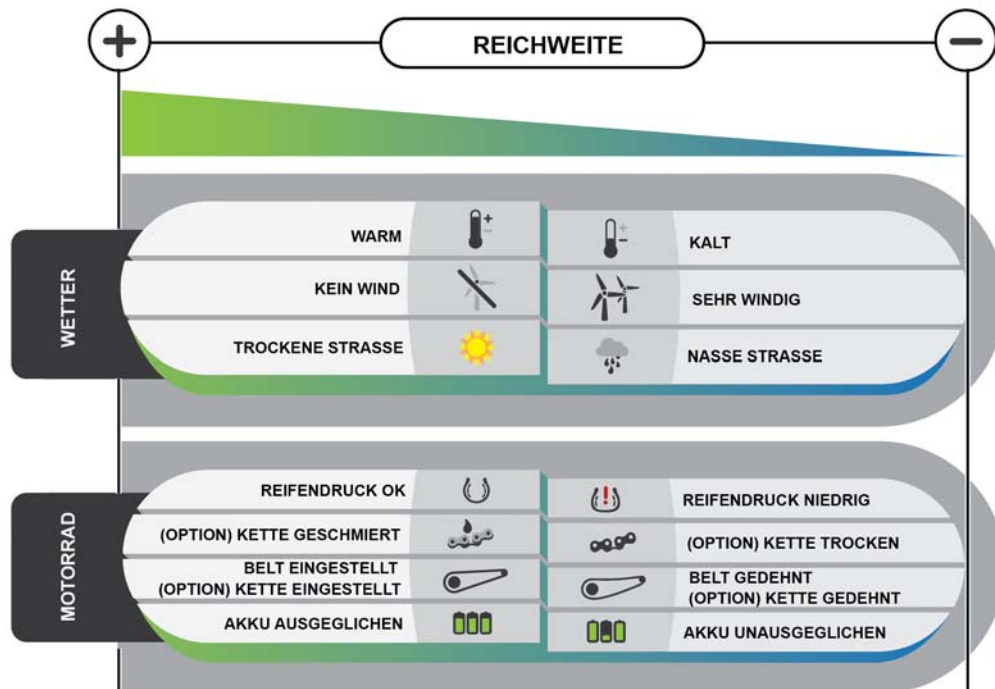 REICHWEITE
WETTER
WARM
KALT
KEIN WIND
SEHR WINDIG
TROCKENE STRASSE
NASSE STRASSE
MOTORRAD
REIFENDRUCK OK
REIFENDRUCK NIEDRIG
(OPTION) KETTE GESCHMIERT
(OPTION) KETTE TROCKEN
BELT EINGESTELLT
(OPTION) KETTE EINGESTELLT
BELT GEDEHNT
(OPTION) KETTE GEDEHNT
AKKU AUSGEGLICHEN
AKKU UNAUSGEGLICHEN